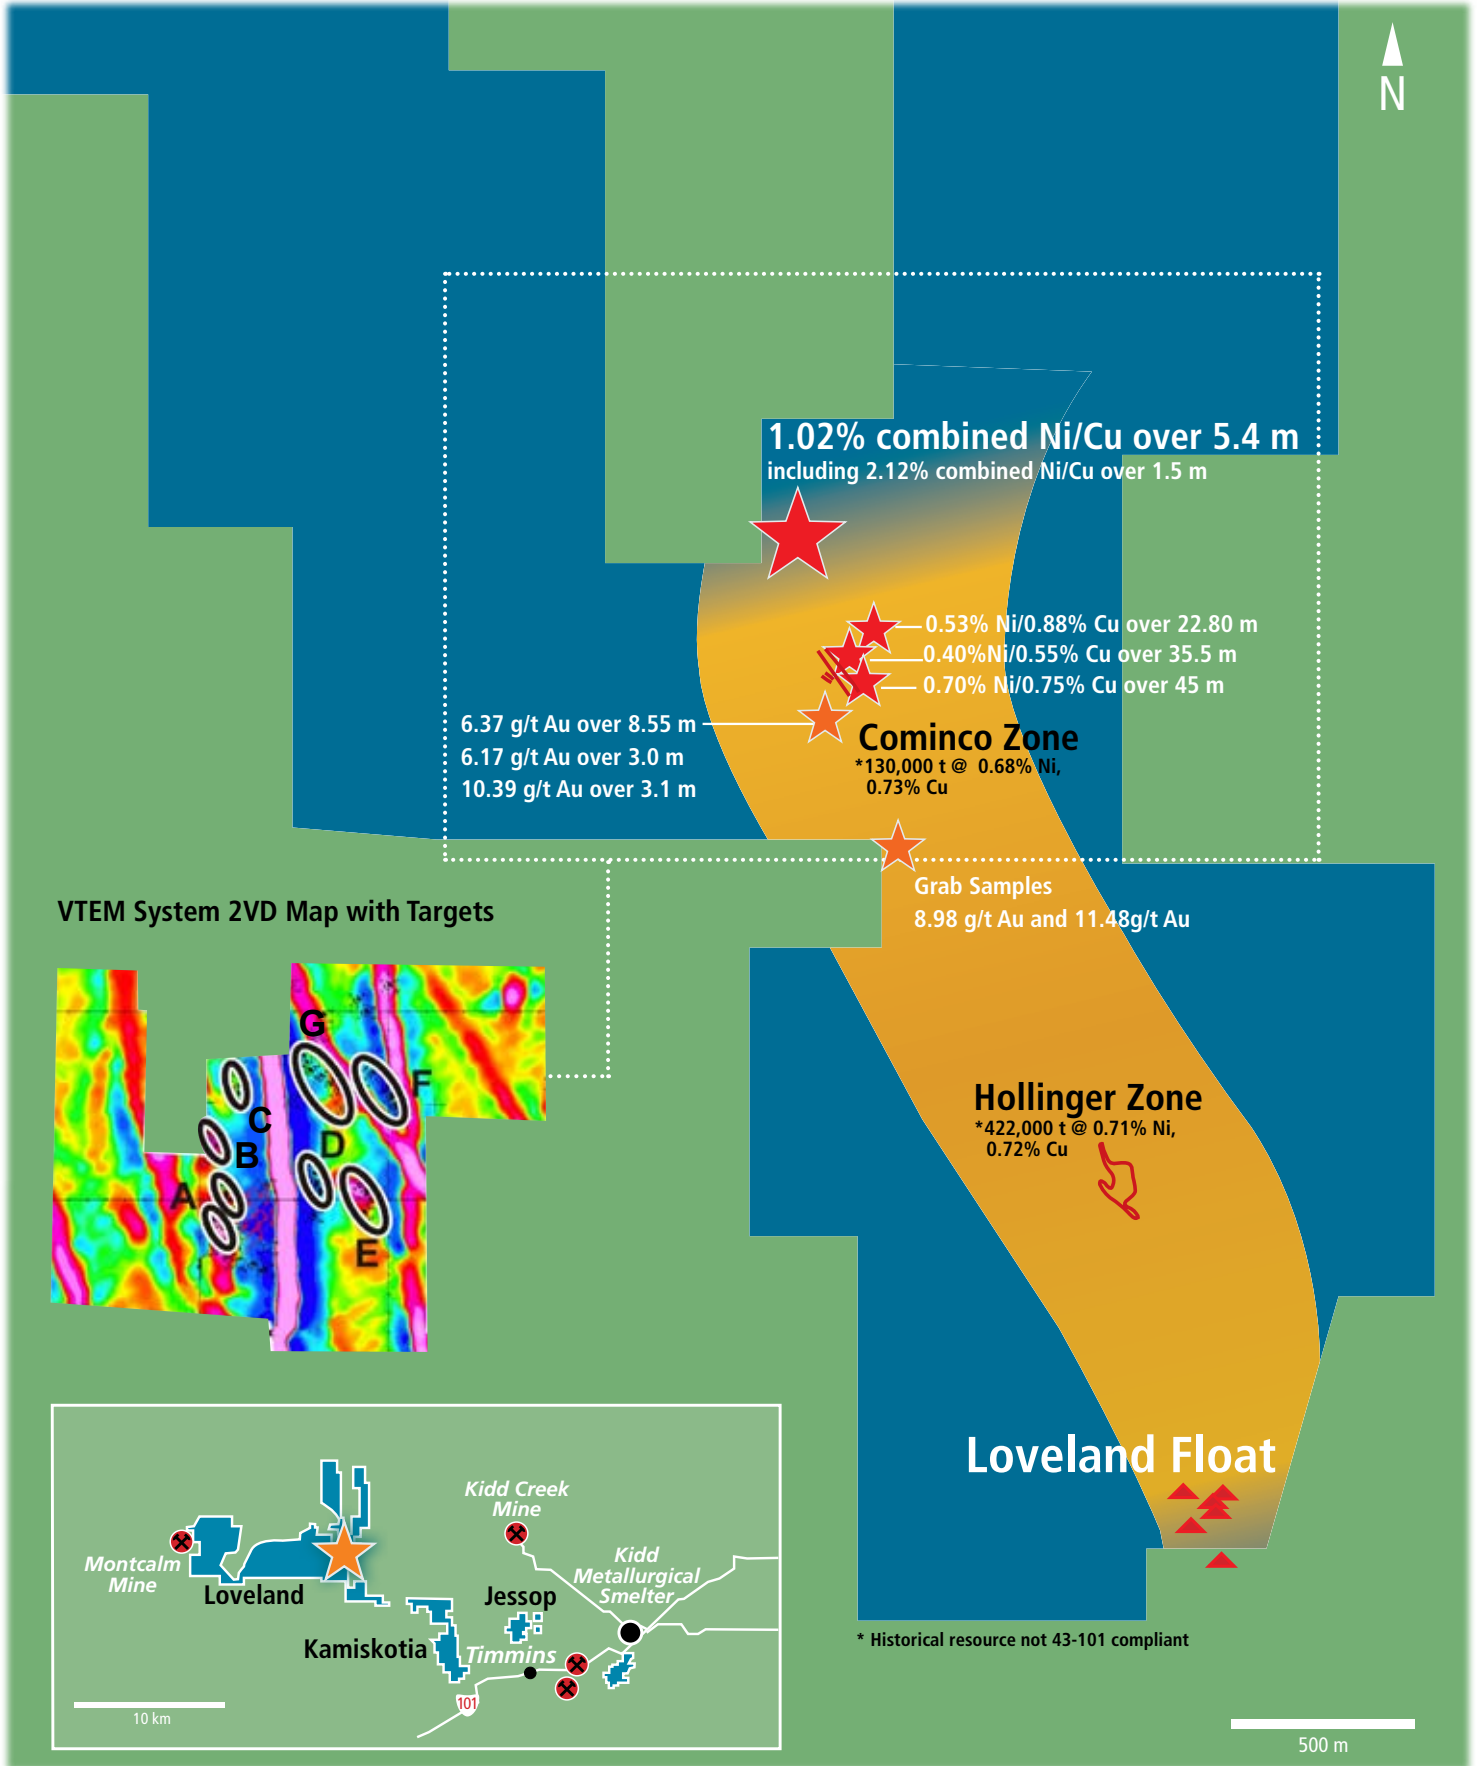 N
1.02% combined Ni/Cu over 5.4 m
including 2.12% combined Ni/Cu over 1.5 m
0.53% Ni/0.88% Cu over 22.80 m
0.40%Ni/0.55% Cu over 35.5 m
0.70% Ni/0.75% Cu over 45 m
6.37 g/t Au over 8.55 m
6.17 g/t Au over 3.0 m
10.39 g/t Au over 3.1 m
Cominco Zone
*130,000 t @ 0.68% Ni,
0.73% Cu
Grab Samples
8.98 g/t Au and 11.48g/t Au
VTEM System 2VD Map with Targets
G
F
C
D
B
A
E
Hollinger Zone
*422,000 t @ 0.71% Ni,
0.72% Cu
Loveland Float
Kidd Creek
Mine
Montcalm
Mine
Loveland
Kidd
Metallurgical
Smelter
Jessop
Kamiskotia
Timmins
101
10 km
* Historical resource not 43-101 compliant
500 m